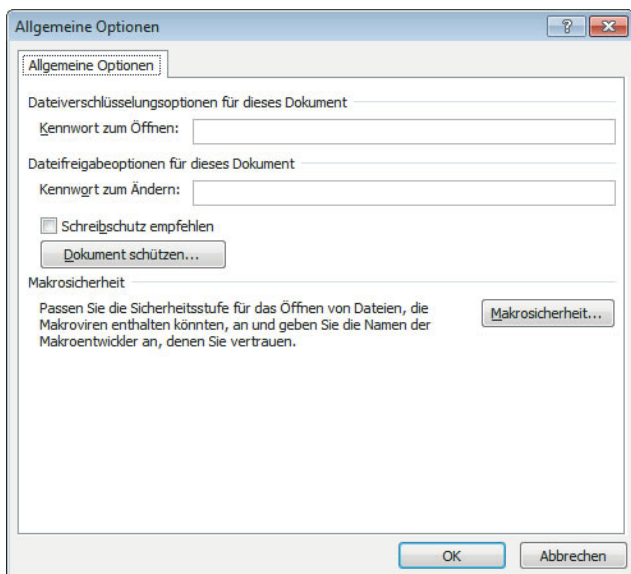 Allgemeine Optionen
Allgemeine Optionen
Dateiverschlüsselungsoptionen für dieses Dokument
Kennwort zum Öffnen:
Dateifreigabeoptionen für dieses Dokument
Kennwort zum Ändern:
Schreibschutz empfehlen
Dokument schützen...
Makrosicherheit
Passen Sie die Sicherheitsstufe für das Öffnen von Dateien, die
Makroviren enthalten könnten, an und geben Sie die Namen der
Makroentwickler an, denen Sie vertrauen.
Makrosicherheit...
OK
Abbrechen